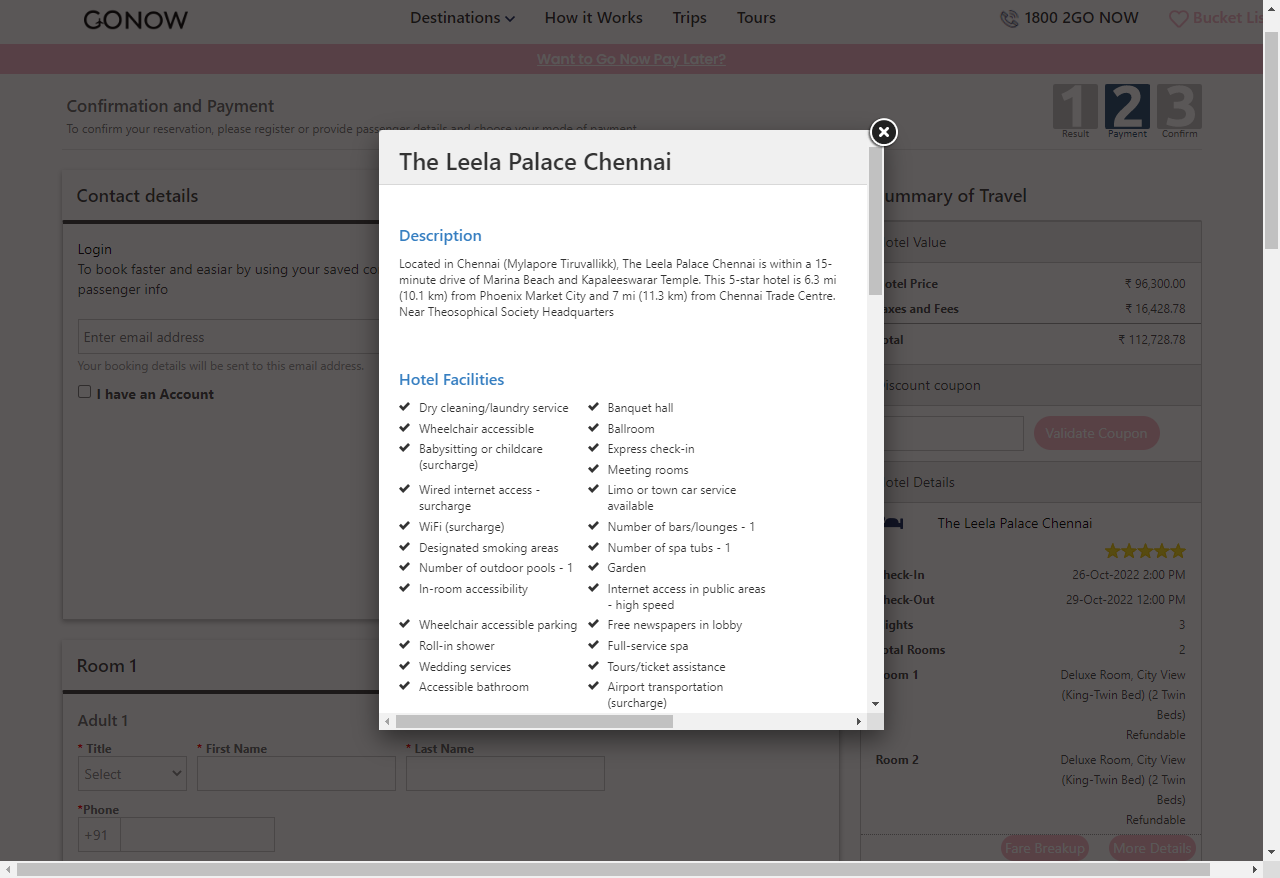 GONOW
Destinations
How it Works
Trips
Tours
1800 2GO NOW
Bucket Lis
Want to Go Now Pay Later?
Confirmation and Payment
To confirm your reservation, please register or provide passenger details and choose your mode of payment
1
2
3
Result
Payment
Confirm
The Leela Palace Chennai
Description
Located in Chennai (Mylapore Tiruvallikk), The Leela Palace Chennai is within a 15-
minute drive of Marina Beach and Kapaleeswarar Temple. This 5-star hotel is 6.3 mi
(10.1 km) from Phoenix Market City and 7 mi (11.3 km) from Chennai Trade Centre.
Near Theosophical Society Headquarters
Hotel Facilities
Dry cleaning/laundry service
Wheelchair accessible
Babysitting or childcare
(surcharge)
Wired internet access -
surcharge
WiFi (surcharge)
Designated smoking areas
Number of outdoor pools - 1
In-room accessibility
Wheelchair accessible parking
Roll-in shower
Wedding services
Accessible bathroom
Banquet hall
Ballroom
Express check-in
Meeting rooms
Limo or town car service
available
Number of bars/lounges - 1
Number of spa tubs - 1
Garden
Internet access in public areas
- high speed
Free newspapers in lobby
Full-service spa
Tours/ticket assistance
Airport transportation
(surcharge)
Contact details
Login
To book faster and easiar by using your saved co
passenger info
Enter email address
Your booking details will be sent to this email address.
I have an Account
Room 1
Adult 1
* Title
* First Name
* Last Name
Select
*Phone
+91
ummary of Travel
otel Value
otel Price ₹ 96,300.00
axes and Fees ₹ 16,428.78
otal ₹ 112,728.78
iscount coupon
Validate Coupon
otel Details
The Leela Palace Chennai
heck-In 26-Oct-2022 2:00 PM
heck-Out 29-Oct-2022 12:00 PM
ights 3
otal Rooms 2
oom 1 Deluxe Room, City View
(King-Twin Bed) (2 Twin
Beds)
Refundable
Room 2 Deluxe Room, City View
(King-Twin Bed) (2 Twin
Beds)
Refundable
Fare Breakup
More Details